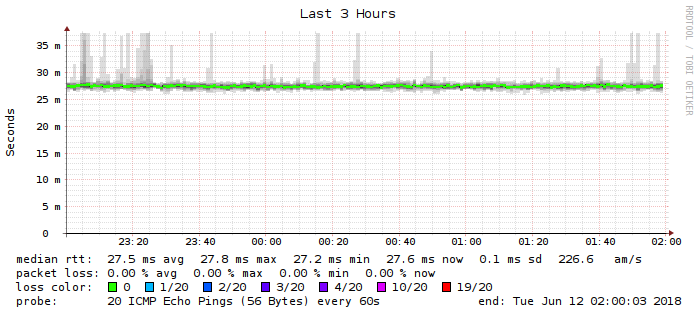 Last 3 Hours
RRDTOOL / TOBI OETIKER
Seconds
35 m
30 m
25 m
20 m
15 m
10 m
5 m
0
23:20 23:40 00:00 00:20 00:40 01:00 01:20 01:40 02:00
median rtt: 27.5 ms avg 27.8 ms max 27.2 ms min 27.6 ms now 0.1 ms sd 226.6 am/s
packet loss: 0.00 % avg 0.00 % max 0.00 % min 0.00 % now
loss color: 0 1/20 2/20 3/20 4/20 10/20 19/20
probe: 20 ICMP Echo Pings (56 Bytes) every 60s end: Tue Jun 12 02:00:03 2018